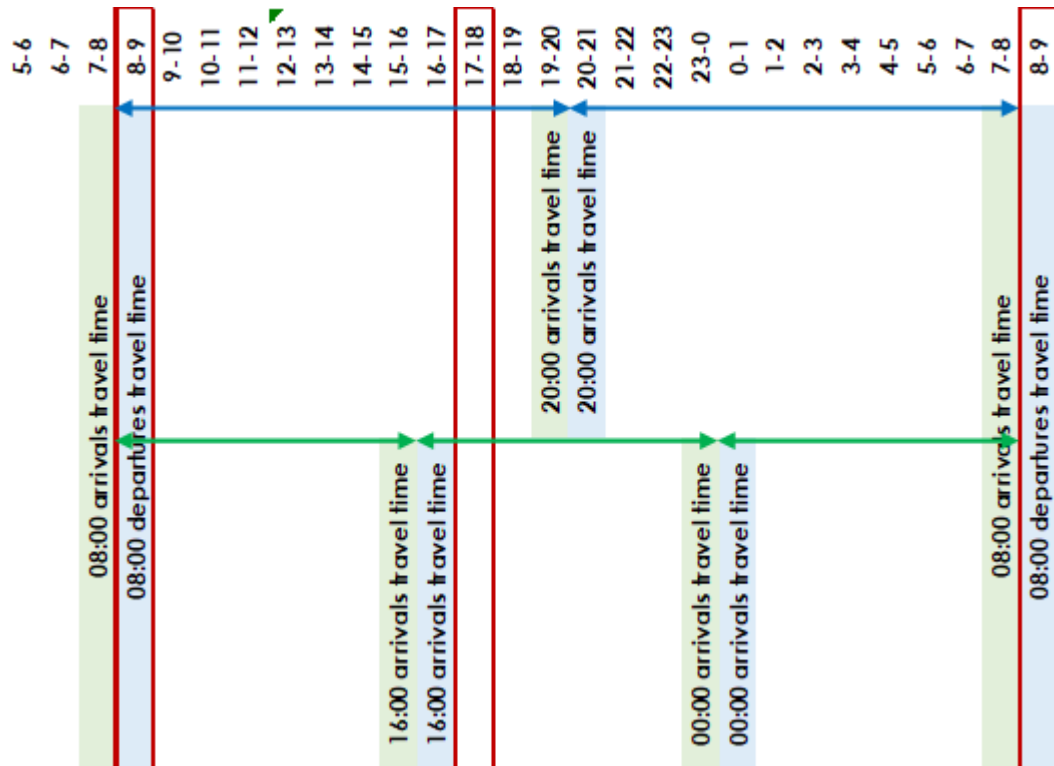 5-6
6-7
7-8
8-9
9-10
10-11
11-12
12-13
13-14
14-15
15-16
16-17
17-18
18-19
19-20
20-21
21-22
22-23
23-0
0-1
1-2
2-3
3-4
4-5
5-6
6-7
7-8
8-9
08:00 arrivals travel time
08:00 departures travel time
20:00 arrivals travel time
20:00 arrivals travel time
08:00 arrivals travel time
08:00 departures travel time
16:00 arrivals travel time
16:00 arrivals travel time
00:00 arrivals travel time
00:00 arrivals travel time